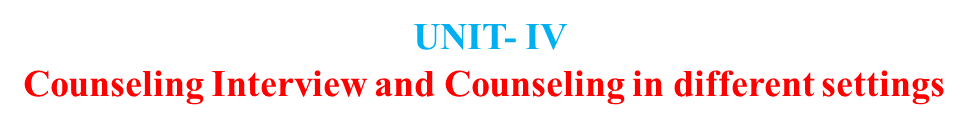 UNIT- IV
Counseling Interview and Counseling in different settings